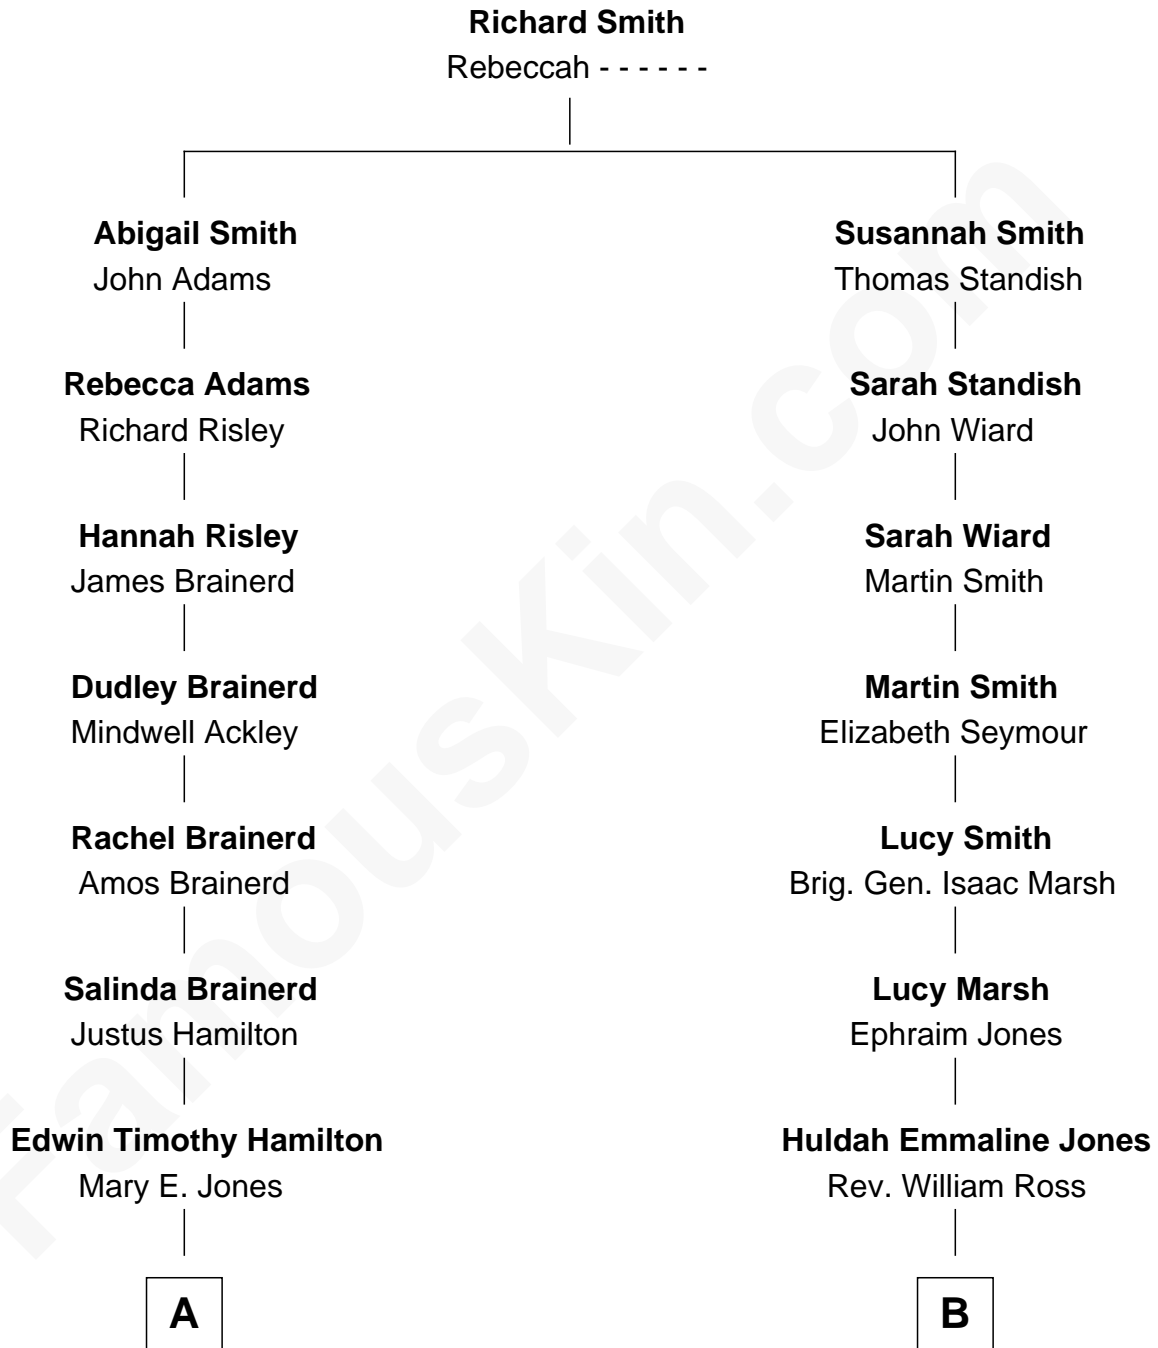 Richard Smith
Rebeccah - - - - - -
Abigail Smith
John Adams
Susannah Smith
Thomas Standish
Rebecca Adams
Richard Risley
Sarah Standish
John Wiard
Hannah Risley
James Brainerd
Sarah Wiard
Martin Smith
Dudley Brainerd
Mindwell Ackley
Martin Smith
Elizabeth Seymour
Rachel Brainerd
Amos Brainerd
Lucy Smith
Brig. Gen. Isaac Marsh
Salinda Brainerd
Justus Hamilton
Lucy Marsh
Ephraim Jones
Edwin Timothy Hamilton
Mary E. Jones
Huldah Emmaline Jones
Rev. William Ross
A
B
FamousKin.com